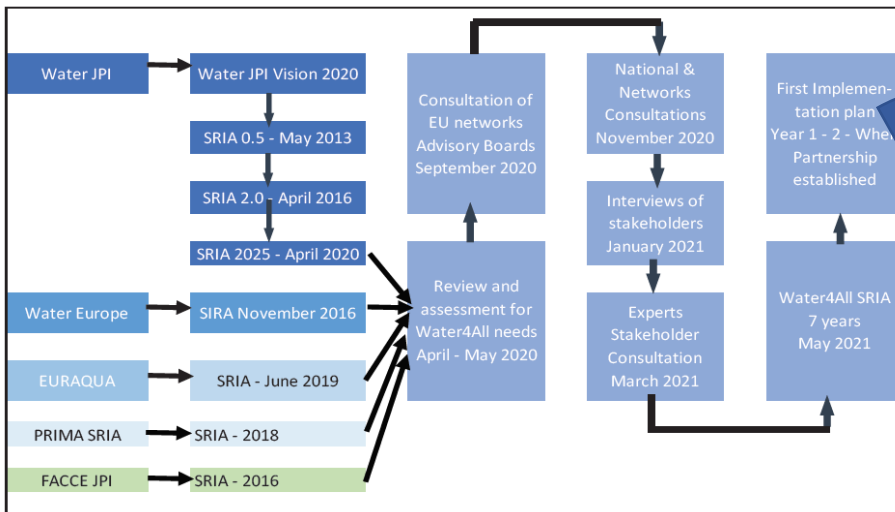 Water JPI
Water JPI Vision 2020
SRIA 0.5 - May 2013
SRIA 2.0 - April 2016
SRIA 2025 - April 2020
Water Europe
SIRA November 2016
EURAQUA
SRIA - June 2019
PRIMA SRIA
SRIA - 2018
FACCE JPI
SRIA - 2016
Consultation of
EU networks
Advisory Boards
September 2020
Review and
assessment for
Water4All needs
April - May 2020
National &
Networks
Consultations
November 2020
Interviews of
stakeholders
January 2021
Experts
Stakeholder
Consultation
March 2021
First Implemen-
tation plan
Year 1 - 2 -
Partnership
established
Water4All SRIA
7 years
May 2021